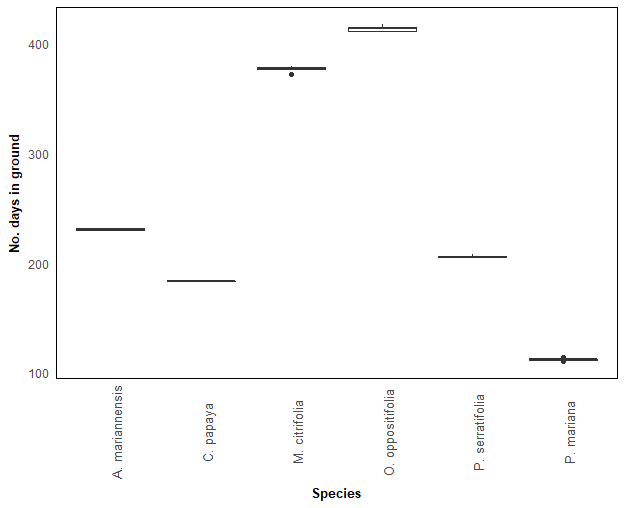 No. days in ground
400
300
200
100
A. mariannensis
C. papaya
M. citrifolia
O. oppositifolia
P. serratifolia
P. mariana
Species